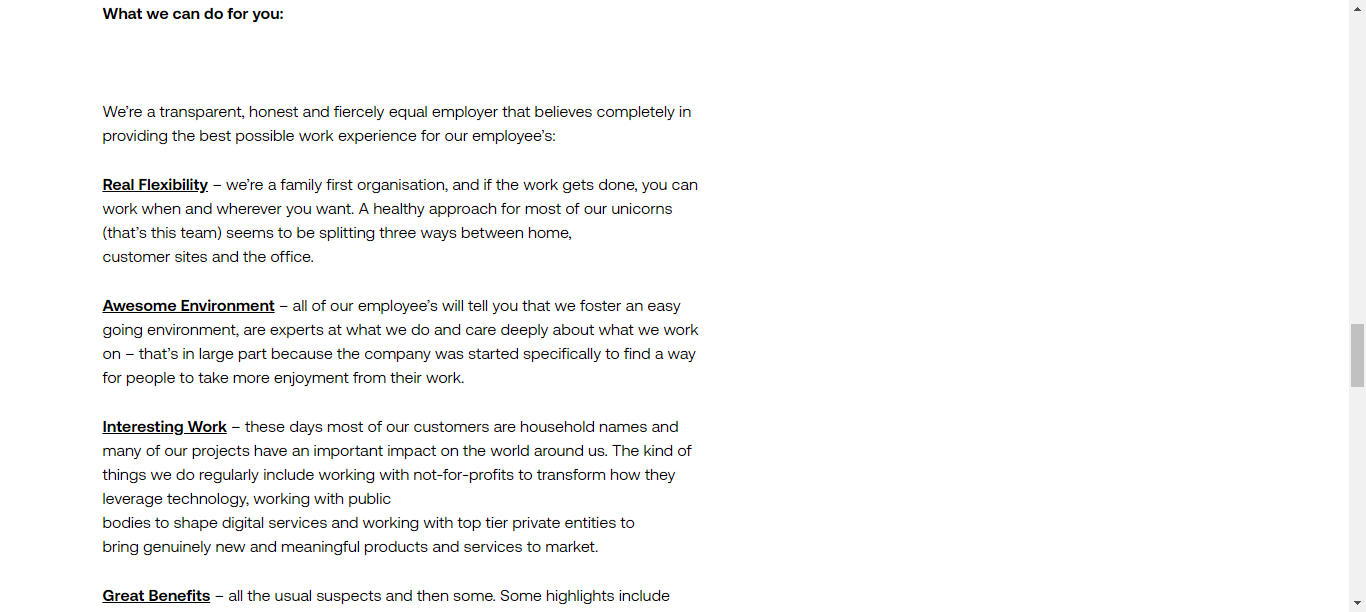 What we can do for you:
We’re a transparent, honest and fiercely equal employer that believes completely in
providing the best possible work experience for our employee’s:
Real Flexibility – we’re a family first organisation, and if the work gets done, you can
work when and wherever you want. A healthy approach for most of our unicorns
(that’s this team) seems to be splitting three ways between home,
customer sites and the office.
Awesome Environment – all of our employee’s will tell you that we foster an easy
going environment, are experts at what we do and care deeply about what we work
on – that’s in large part because the company was started specifically to find a way
for people to take more enjoyment from their work.
Interesting Work – these days most of our customers are household names and
many of our projects have an important impact on the world around us. The kind of
things we do regularly include working with not-for-profits to transform how they
leverage technology, working with public
bodies to shape digital services and working with top tier private entities to
bring genuinely new and meaningful products and services to market.
Great Benefits – all the usual suspects and then some. Some highlights include